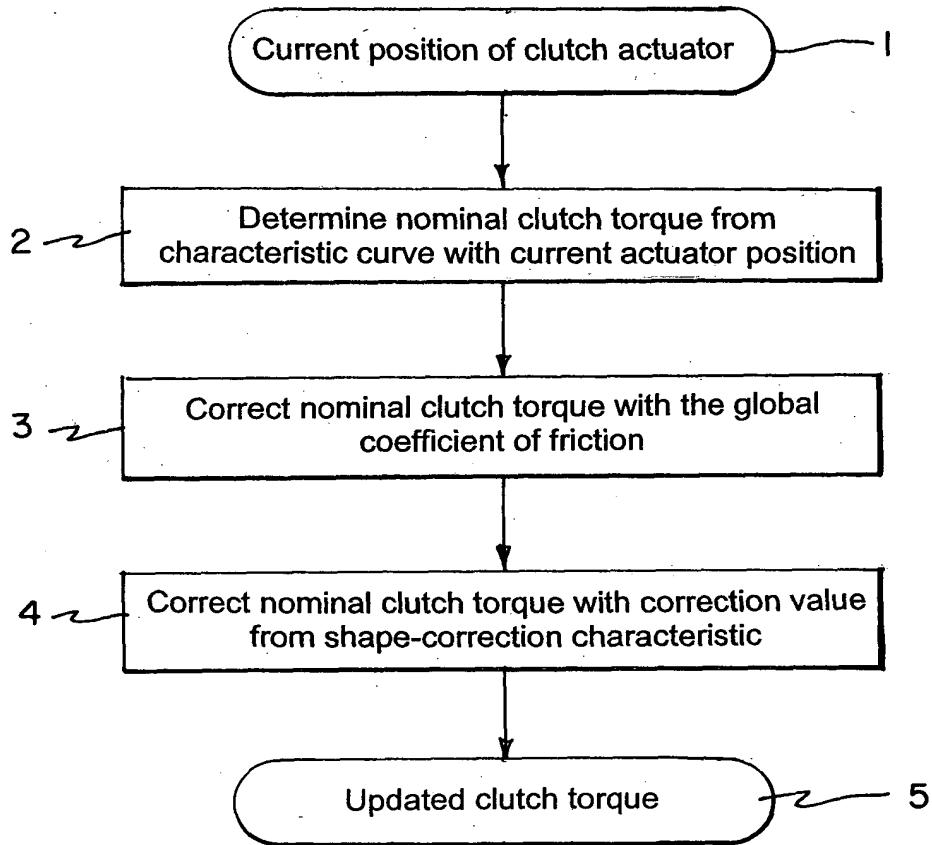 Current position of clutch actuator
1
2
Determine nominal clutch torque from
characteristic curve with current actuator position
3
Correct nominal clutch torque with the global
coefficient of friction
4
Correct nominal clutch torque with correction value
from shape-correction characteristic
Updated clutch torque
5